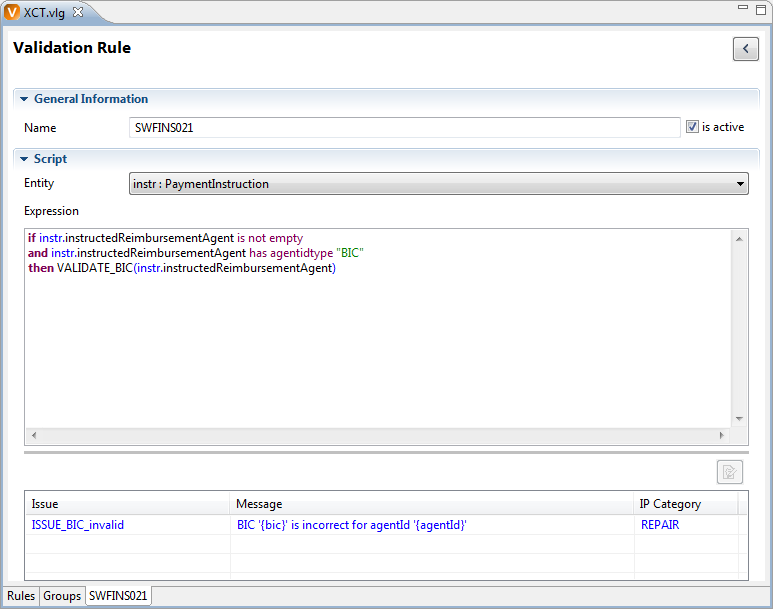 XCT.vlg
Validation Rule
General Information
Name
SWFINS021
is active
Script
Entity
instr : PaymentInstruction
Expression
if instr.instructedReimbursementAgent is not empty
and instr.instructedReimbursementAgent has agentidtype "BIC"
then VALIDATE_BIC(instr.instructedReimbursementAgent)
Issue Message IP Category
ISSUE_BIC_invalid BIC '{bic}' is incorrect for agentId '{agentId}' REPAIR
Rules Groups SWFINS021